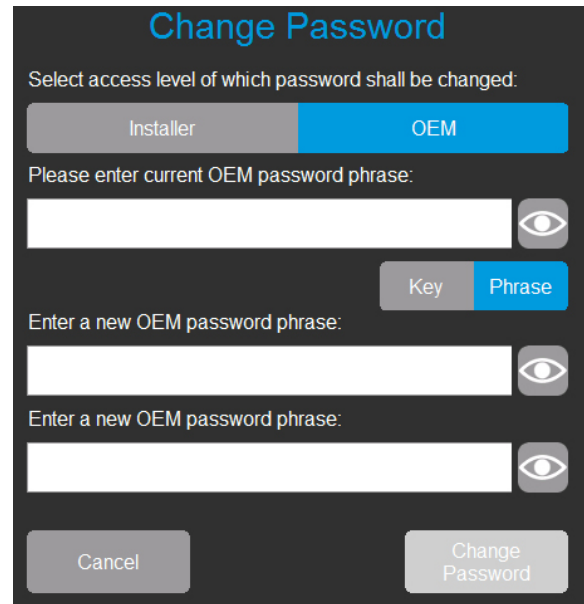 Change Password
Select access level of which password shall be changed:
Installer
OEM
Please enter current OEM password phrase:
Key
Phrase
Enter a new OEM password phrase:
Enter a new OEM password phrase:
Cancel
Change
Password